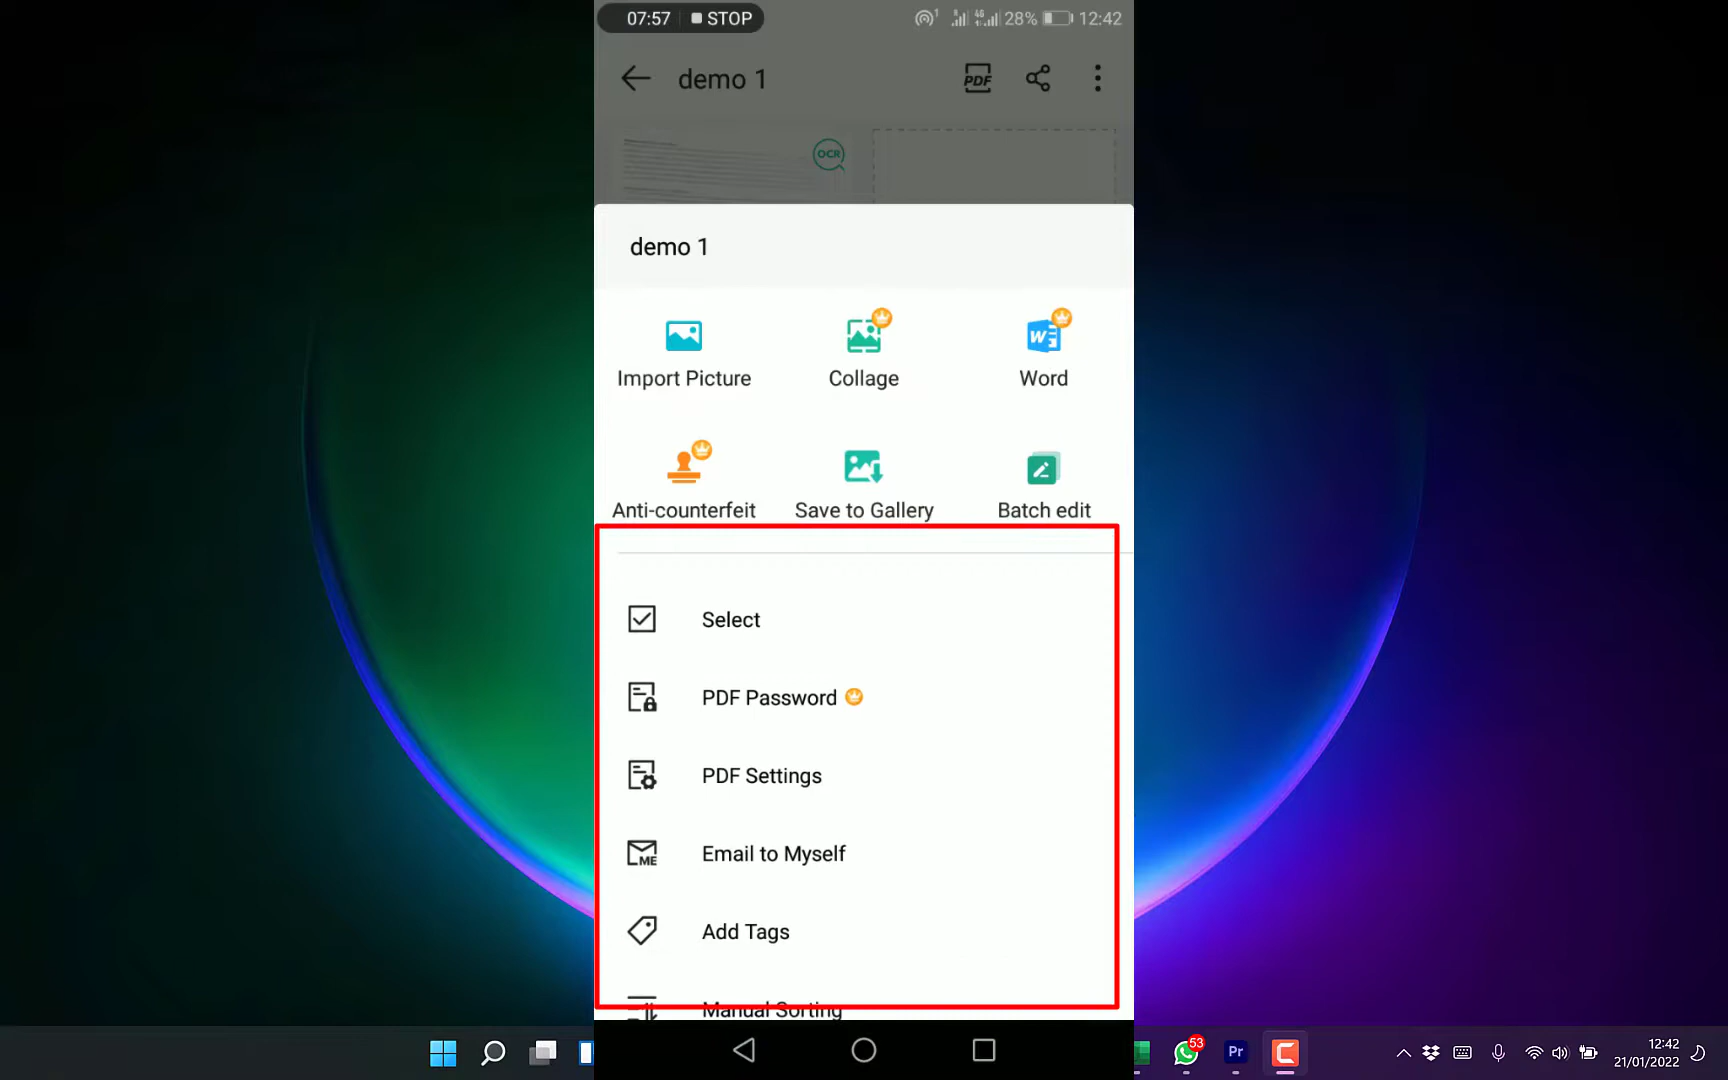 07:57 STOP
1 4G 28% 12:42
demo 1 PDF
OCR
demo 1
Import Picture Collage Word
W
Anti-counterfeit Save to Gallery Batch edit
Select
PDF Password
PDF Settings
ME Email to Myself
Add Tags
Manual Sorting
53 Pr C 12:42
21/01/2022